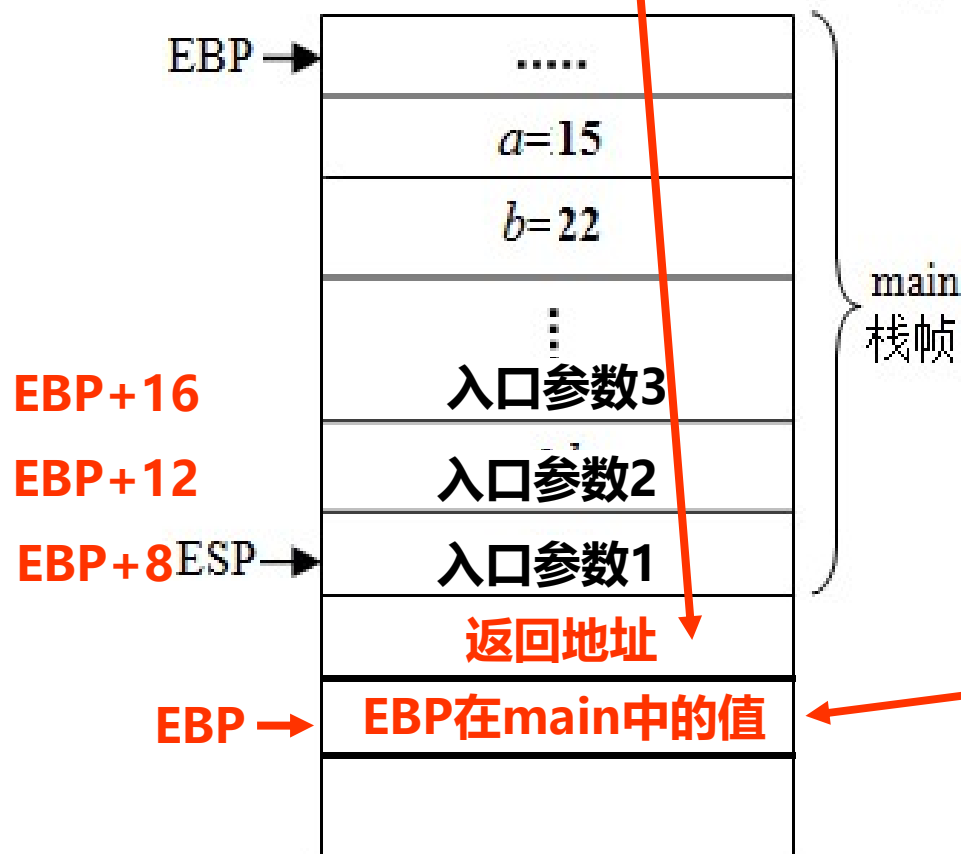 EBP
.....
a=15
b=22
main
栈帧
EBP+16
入口参数3
EBP+12
入口参数2
EBP+8
ESP
入口参数1
返回地址
EBP
EBP在main中的值